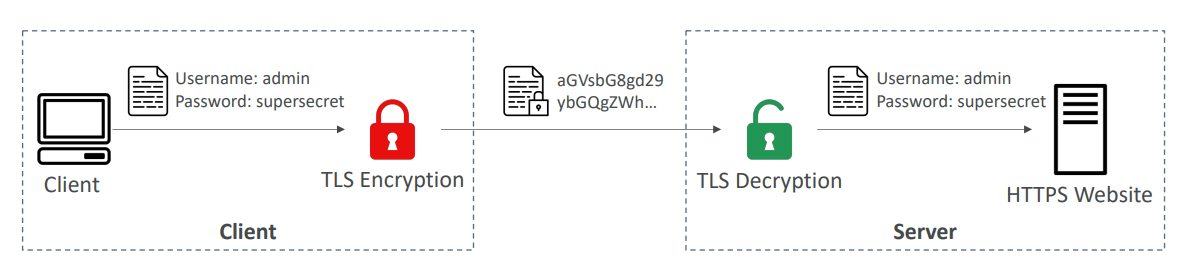 Username: admin
Password: supersecret
Client
TLS Encryption
Client
aGVsbG8gd29
ybGQgZWh...
Username: admin
Password: supersecret
TLS Decryption
HTTPS Website
Server